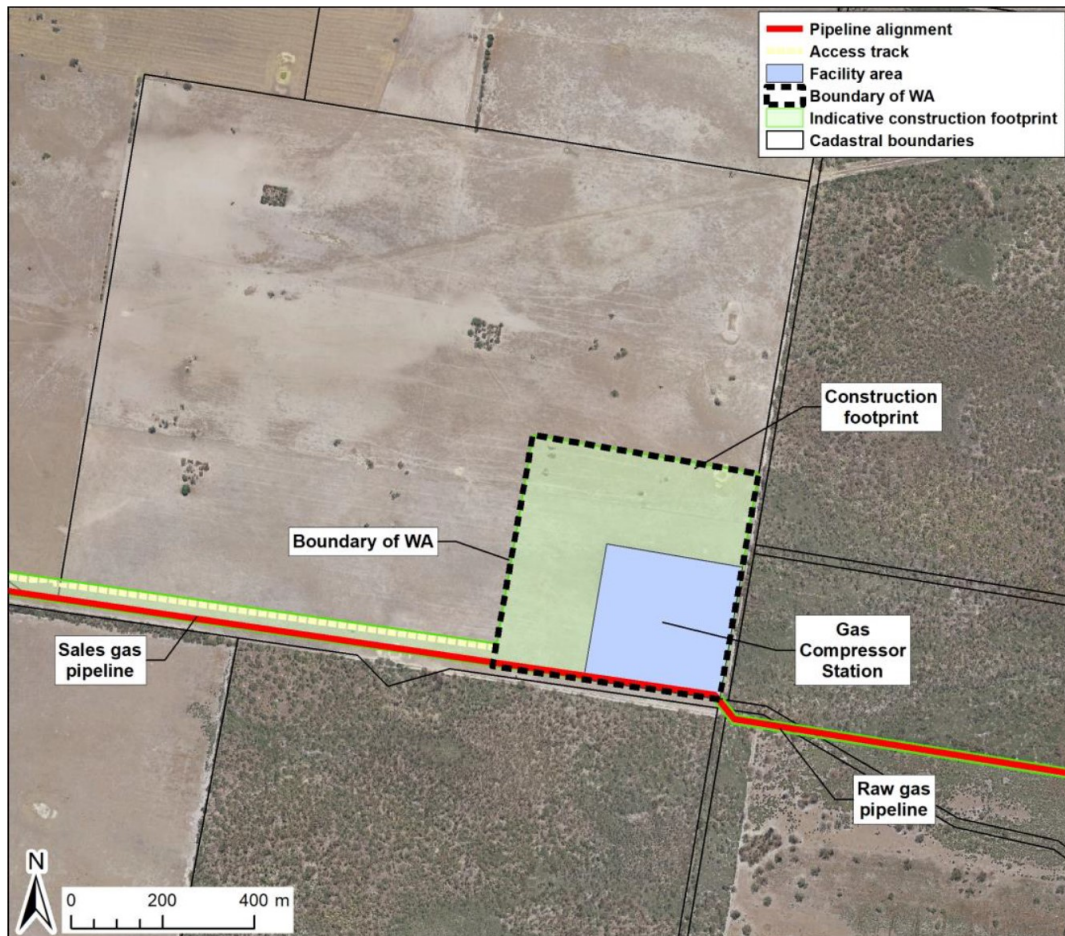 Pipeline alignment
Access track
Facility area
Boundary of WA
Indicative construction footprint
Cadastral boundaries
Construction
footprint
Boundary of WA
Sales gas
pipeline
Gas
Compressor
Station
Raw gas
pipeline
N
0 200 400 m